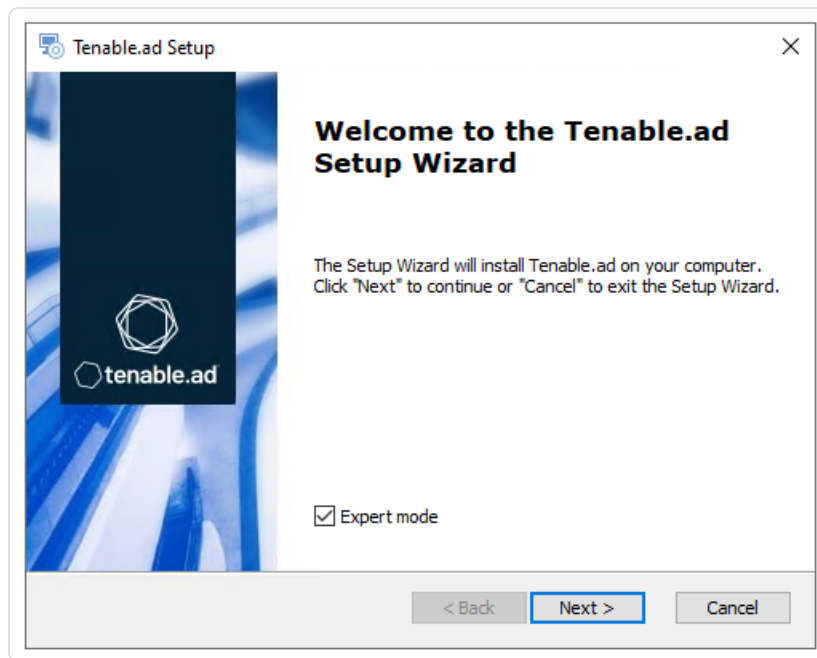 Tenable.ad Setup
Welcome to the Tenable.ad
Setup Wizard
The Setup Wizard will install Tenable.ad on your computer.
Click "Next" to continue or "Cancel" to exit the Setup Wizard.
tenable.ad
Expert mode
< Back Next > Cancel